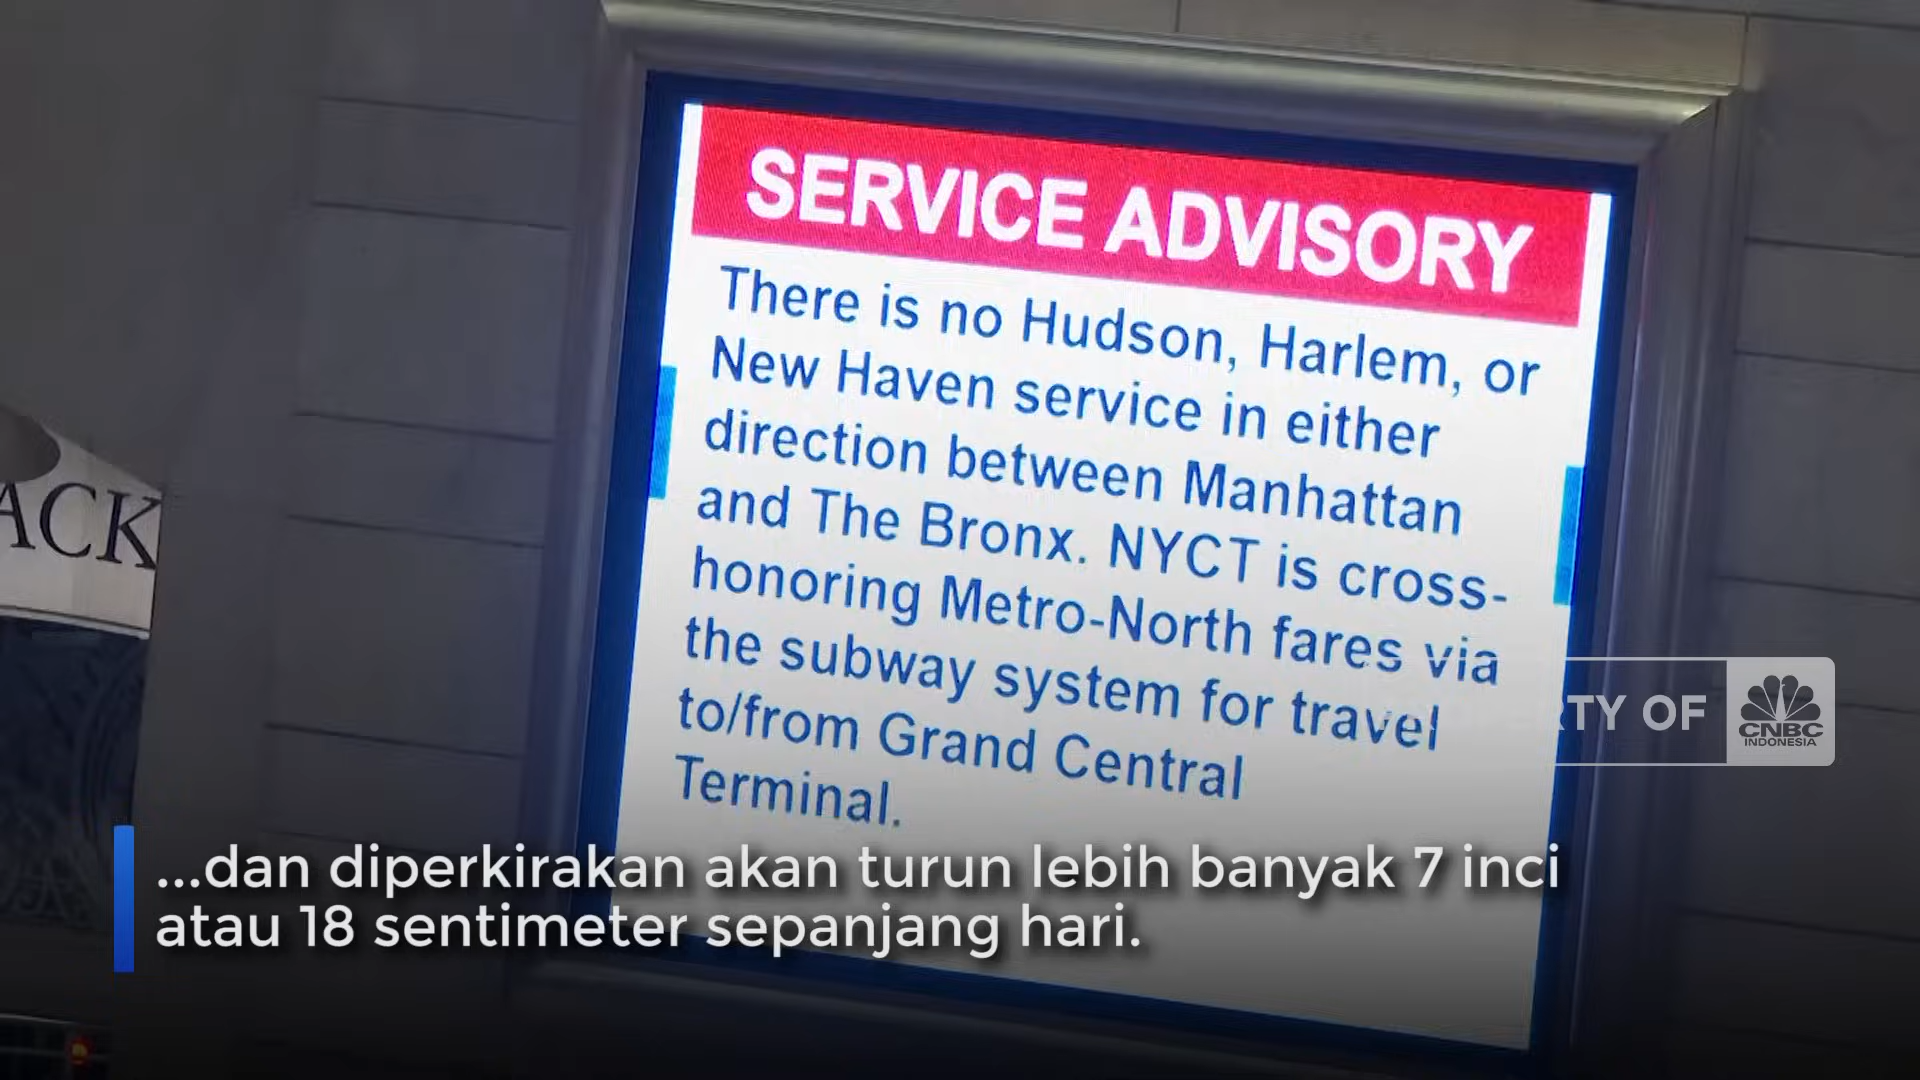 SERVICE ADVISORY
There is no Hudson, Harlem, or
New Haven service in either
direction between Manhattan
and The Bronx. NYCT is cross-
honoring Metro-North fares via
the subway system for travel
to/from Grand Central
Terminal.
ACK
RTY OF
CNBC
INDONESIA
...dan diperkirakan akan turun lebih banyak 7 inci
atau 18 sentimeter sepanjang hari.